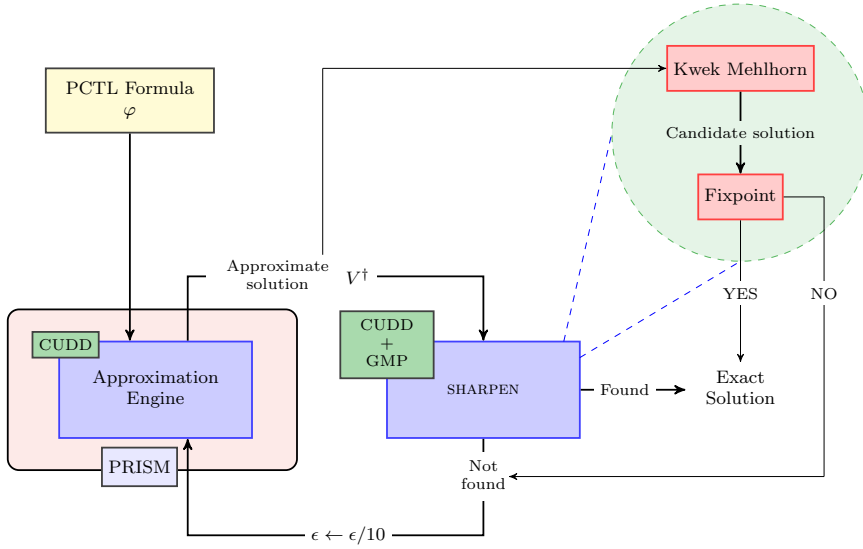 Kwek Mehlhorn
PCTL Formula
φ
Candidate solution
Fixpoint
Approximate
solution
V†
YES
NO
CUDD
CUDD
+
GMP
Approximation
Engine
SHARPEN
Found
Exact
Solution
PRISM
Not
found
ϵ ← ϵ/10